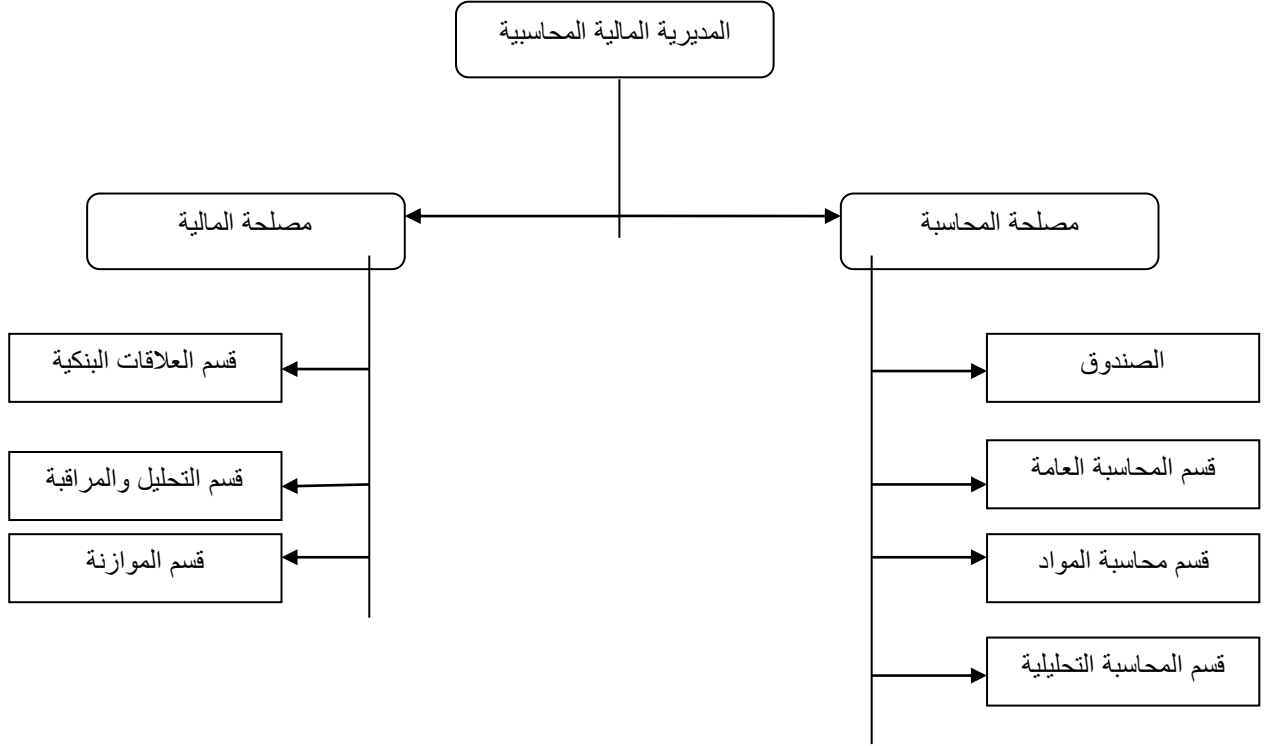 المديرية المالية المحاسبية
مصلحة المحاسبة
مصلحة المالية
الصندوق
قسم المحاسبة العامة
قسم محاسبة المواد
قسم المحاسبة التحليلية
قسم العلاقات البنكية
قسم التحليل والمراقبة
قسم الموازنة